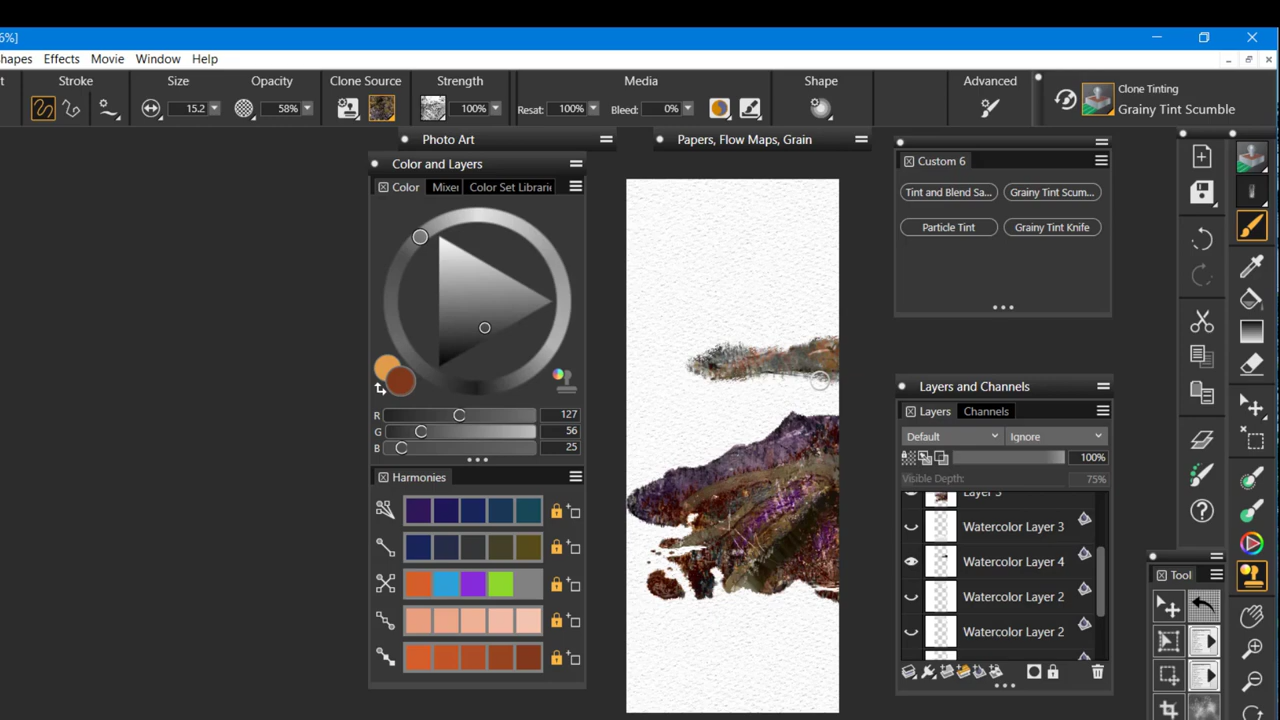 6%]
hapes Effects Movie Window Help
t Stroke Size Opacity Clone Source Strength Media Shape Advanced
15.2 58% 100% Resat: 100% Bleed: 0%
Clone Tinting
Grainy Tint Scumble
Photo Art
Papers, Flow Maps, Grain
Color and Layers
Color Mixer Color Set Librari
R 127
G 56
B 25
Harmonies
Custom 6
Tint and Blend Sa... Grainy Tint Scum...
Particle Tint Grainy Tint Knife
Layers and Channels
Layers Channels
Default Ignore
100%
Visible Depth: 75%
Layer 3
Watercolor Layer 3
Watercolor Layer 4
Watercolor Layer 2
Watercolor Layer 2
Tool